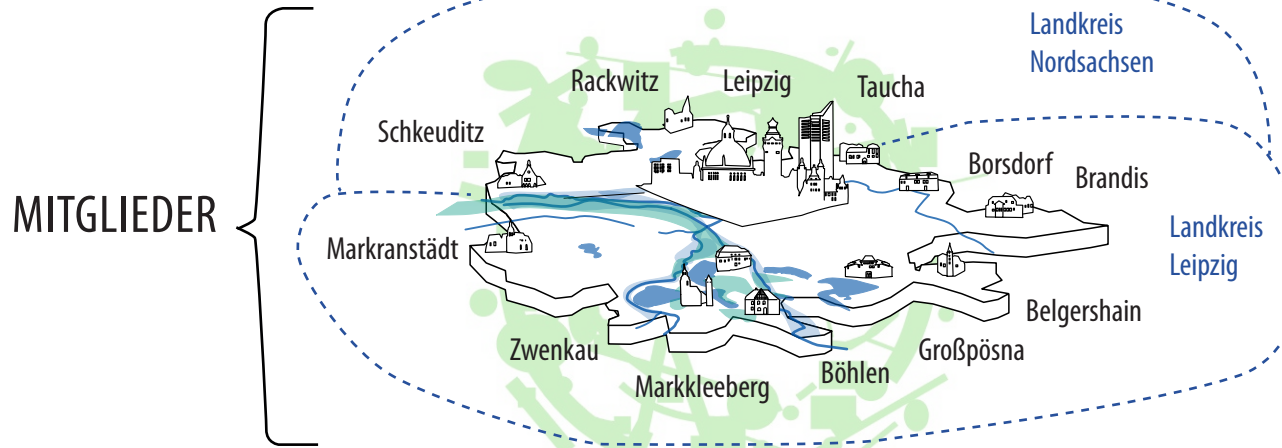 MITGLIEDER
Landkreis
Nordsachsen
Rackwitz
Leipzig
Taucha
Schkeuditz
Borsdorf
Brandis
Markranstädt
Landkreis
Leipzig
Belgershain
Zwenkau
Großpösna
Böhlen
Markkleeberg